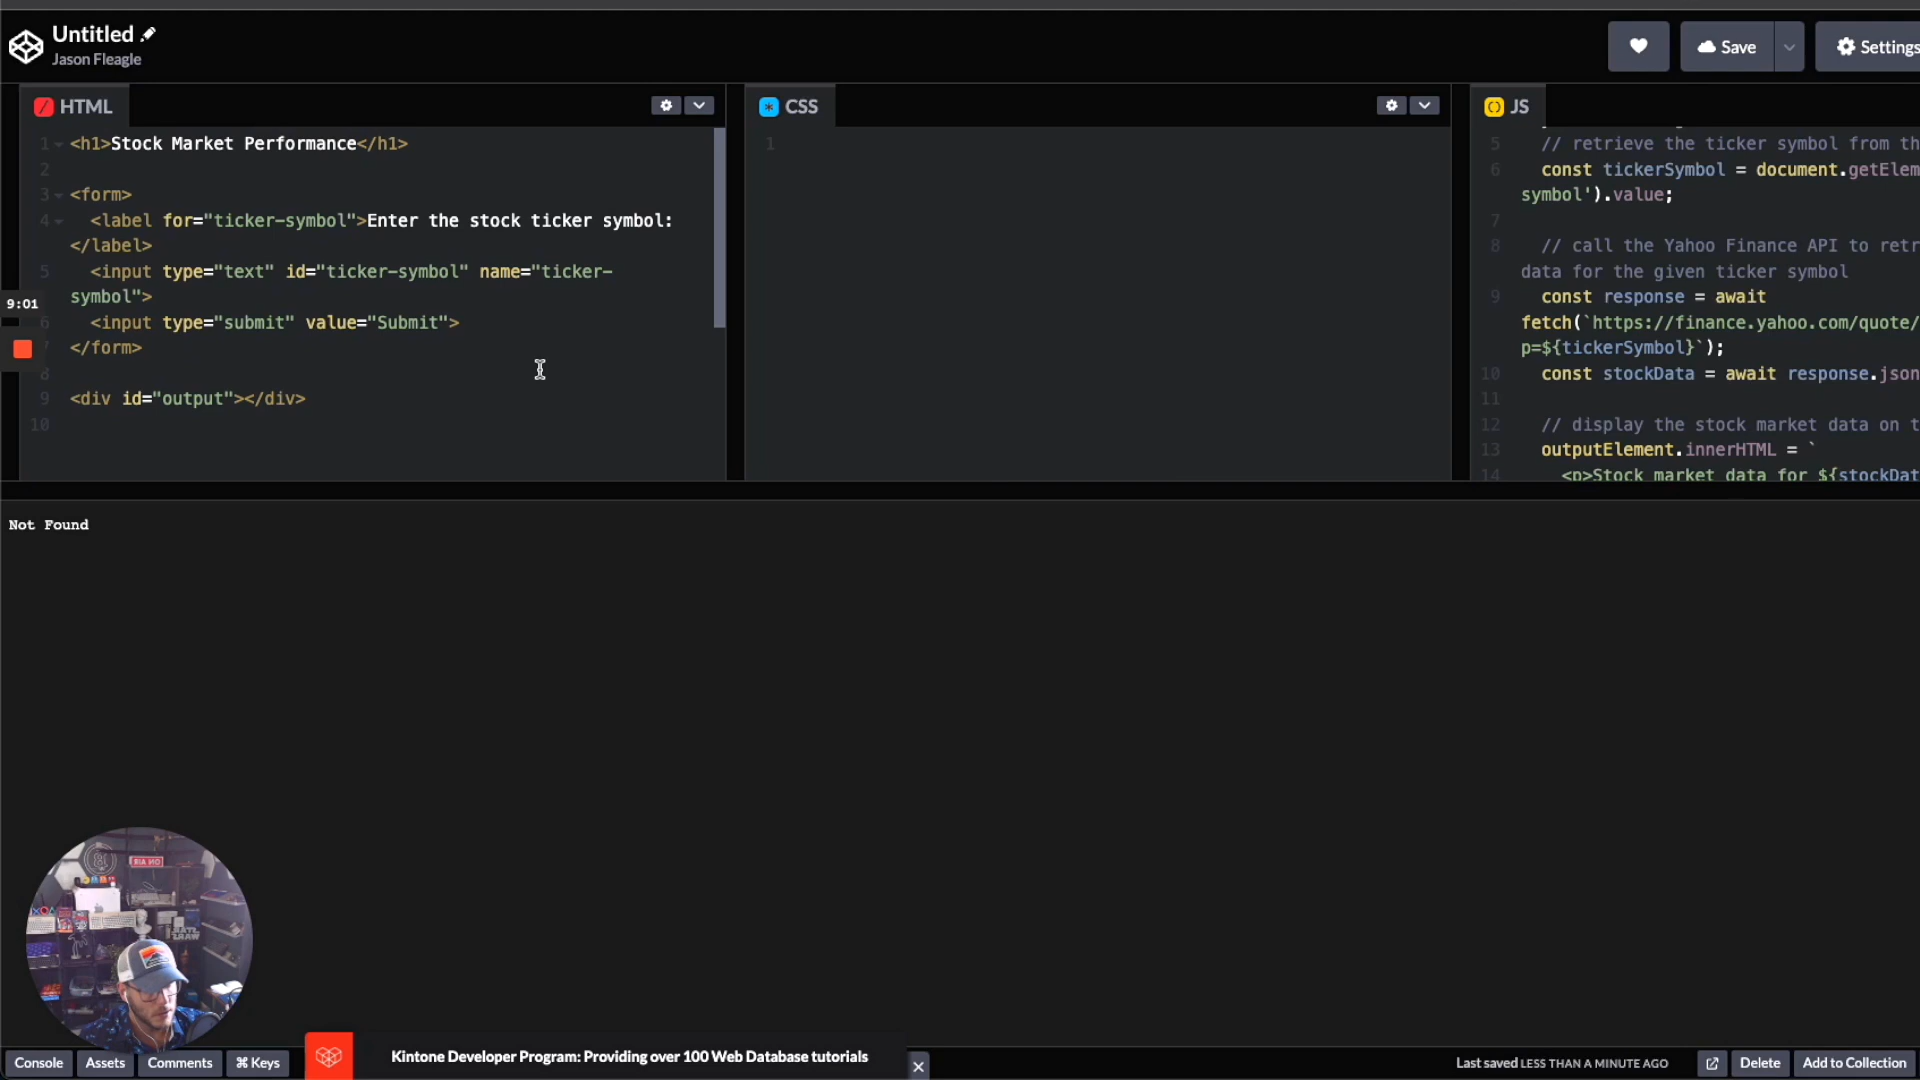 Untitled
Jason Fleagle
Save
Settings
HTML
CSS
JS
1 <h1>Stock Market Performance</h1>
2
3 <form>
4 <label for="ticker-symbol">Enter the stock ticker symbol:
</label>
5 <input type="text" id="ticker-symbol" name="ticker-
symbol">
6 <input type="submit" value="Submit">
</form>
8
9 <div id="output"></div>
10
9:01
1
5 // retrieve the ticker symbol from th
6 const tickerSymbol = document.getElem
symbol').value;
7
8 // call the Yahoo Finance API to retr
data for the given ticker symbol
9 const response = await
fetch(`https://finance.yahoo.com/quote/
p=${tickerSymbol}`);
10 const stockData = await response.json
11
12 // display the stock market data on t
13 outputElement.innerHTML = `
14 <p>Stock market data for ${stockDat
Not Found
ON AIR
STAR
WARS
Console
Assets
Comments
⌘ Keys
Kintone Developer Program: Providing over 100 Web Database tutorials
Last saved LESS THAN A MINUTE AGO
Delete
Add to Collection